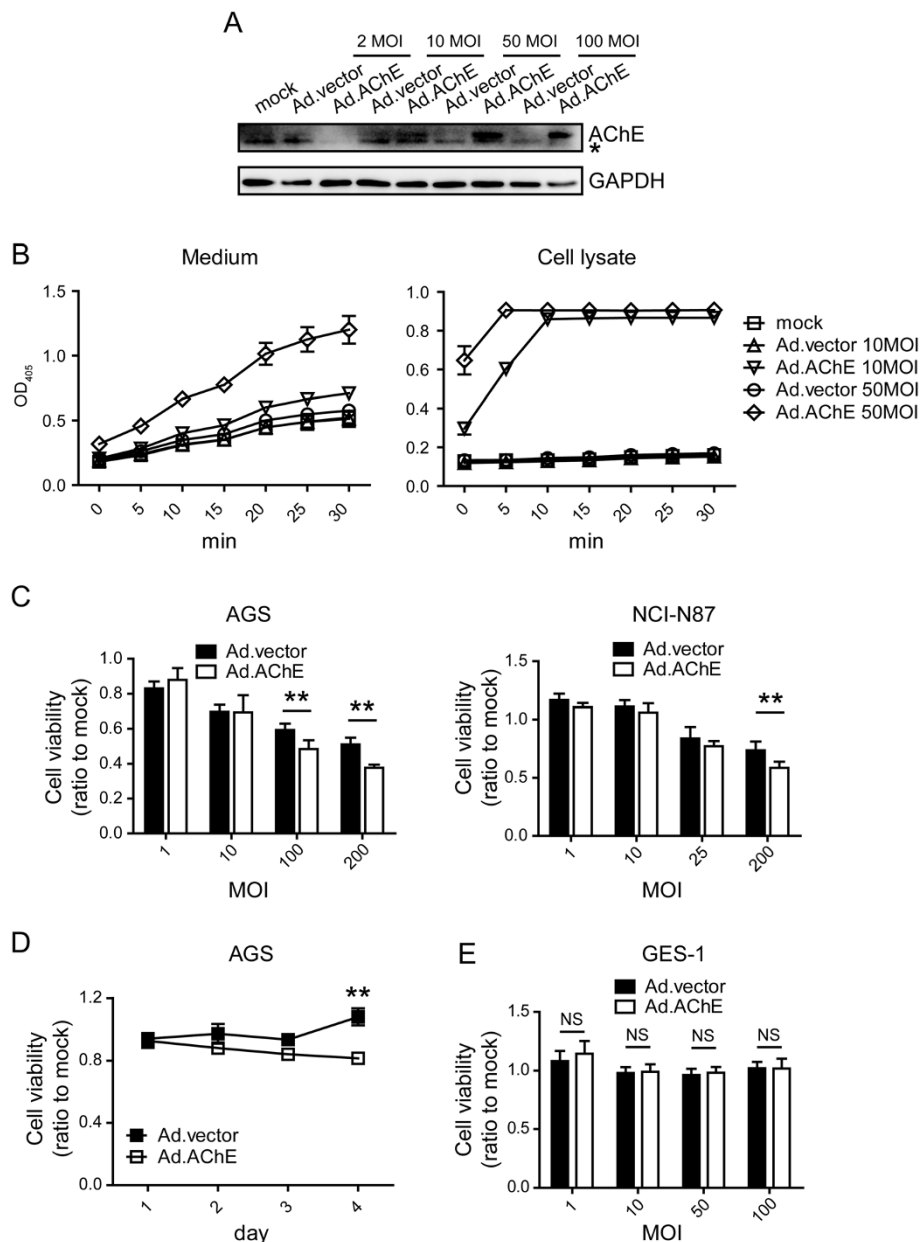 A
2 MOI 10 MOI 50 MOI 100 MOI
mock Ad.vector Ad.AChE Ad.vector Ad.AChE Ad.vector Ad.AChE Ad.vector Ad.AChE
AChE
*
GAPDH
B
Medium
OD405
1.5
1.0
0.5
0.0
0 5 10 15 20 25 30
min
Cell lysate
1.0
0.8
0.6
0.4
0.2
0.0
0 5 10 15 20 25 30
min
mock
Ad.vector 10MOI
Ad.AChE 10MOI
Ad.vector 50MOI
Ad.AChE 50MOI
C
AGS
Ad.vector
Ad.AChE
Cell viability
(ratio to mock)
1.0
0.8
0.6
0.4
0.2
0.0
** **
1 10 100 200
MOI
NCI-N87
Ad.vector
Ad.AChE
Cell viability
(ratio to mock)
1.5
1.0
0.5
0.0
**
1 10 25 200
MOI
D
AGS
Cell viability
(ratio to mock)
1.2
0.8
0.4
0.0
**
Ad.vector
Ad.AChE
1 2 3 4
day
E
GES-1
Ad.vector
Ad.AChE
Cell viability
(ratio to mock)
1.5
1.0
0.5
0.0
NS NS NS NS
1 10 50 100
MOI